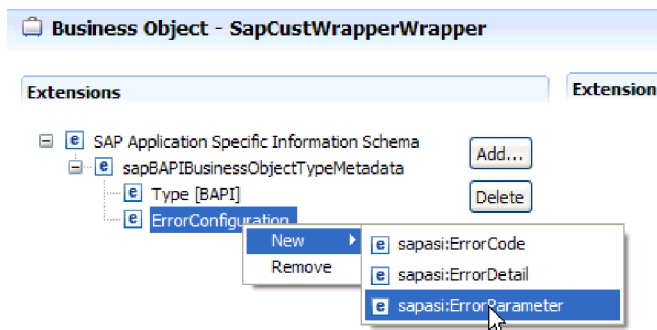 Business Object - SapCustWrapperWrapper
Extensions
Extension
SAP Application Specific Information Schema
Add...
sapBAPIBusinessObjectTypeMetadata
Type [BAPI]
Delete
ErrorConfiguration
New
sapasi:ErrorCode
Remove
sapasi:ErrorDetail
sapasi:ErrorParameter